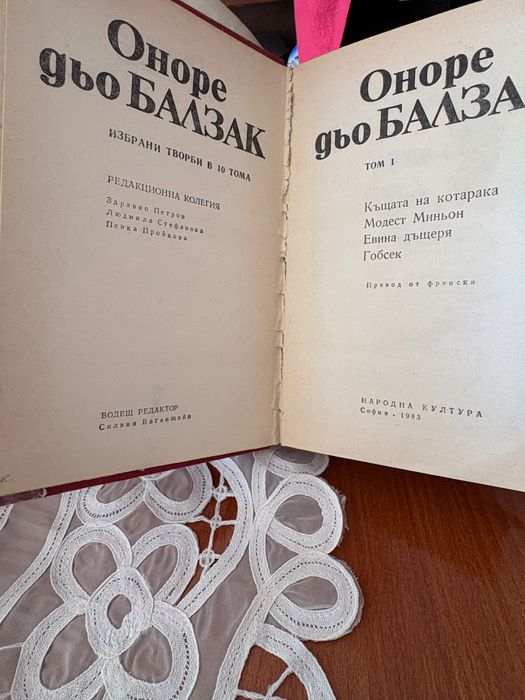 Оноре
дьо БАЛЗАК
ИЗБРАНИ ТВОРБИ В 10 ТОМА
РЕДАКЦИОННА КОЛЕГИЯ
Здравко Петров
Людмила Стефанова
Пенка Пройкова
ВОДЕЩ РЕДАКТОР
Силвия Вагенщайн
Оноре
дьо БАЛЗА
ТОМ 1
Къщата на котарака
Модест Миньон
Евина дъщеря
Гобсек
Превод от френски
НАРОДНА КУЛТУРА
София · 1983